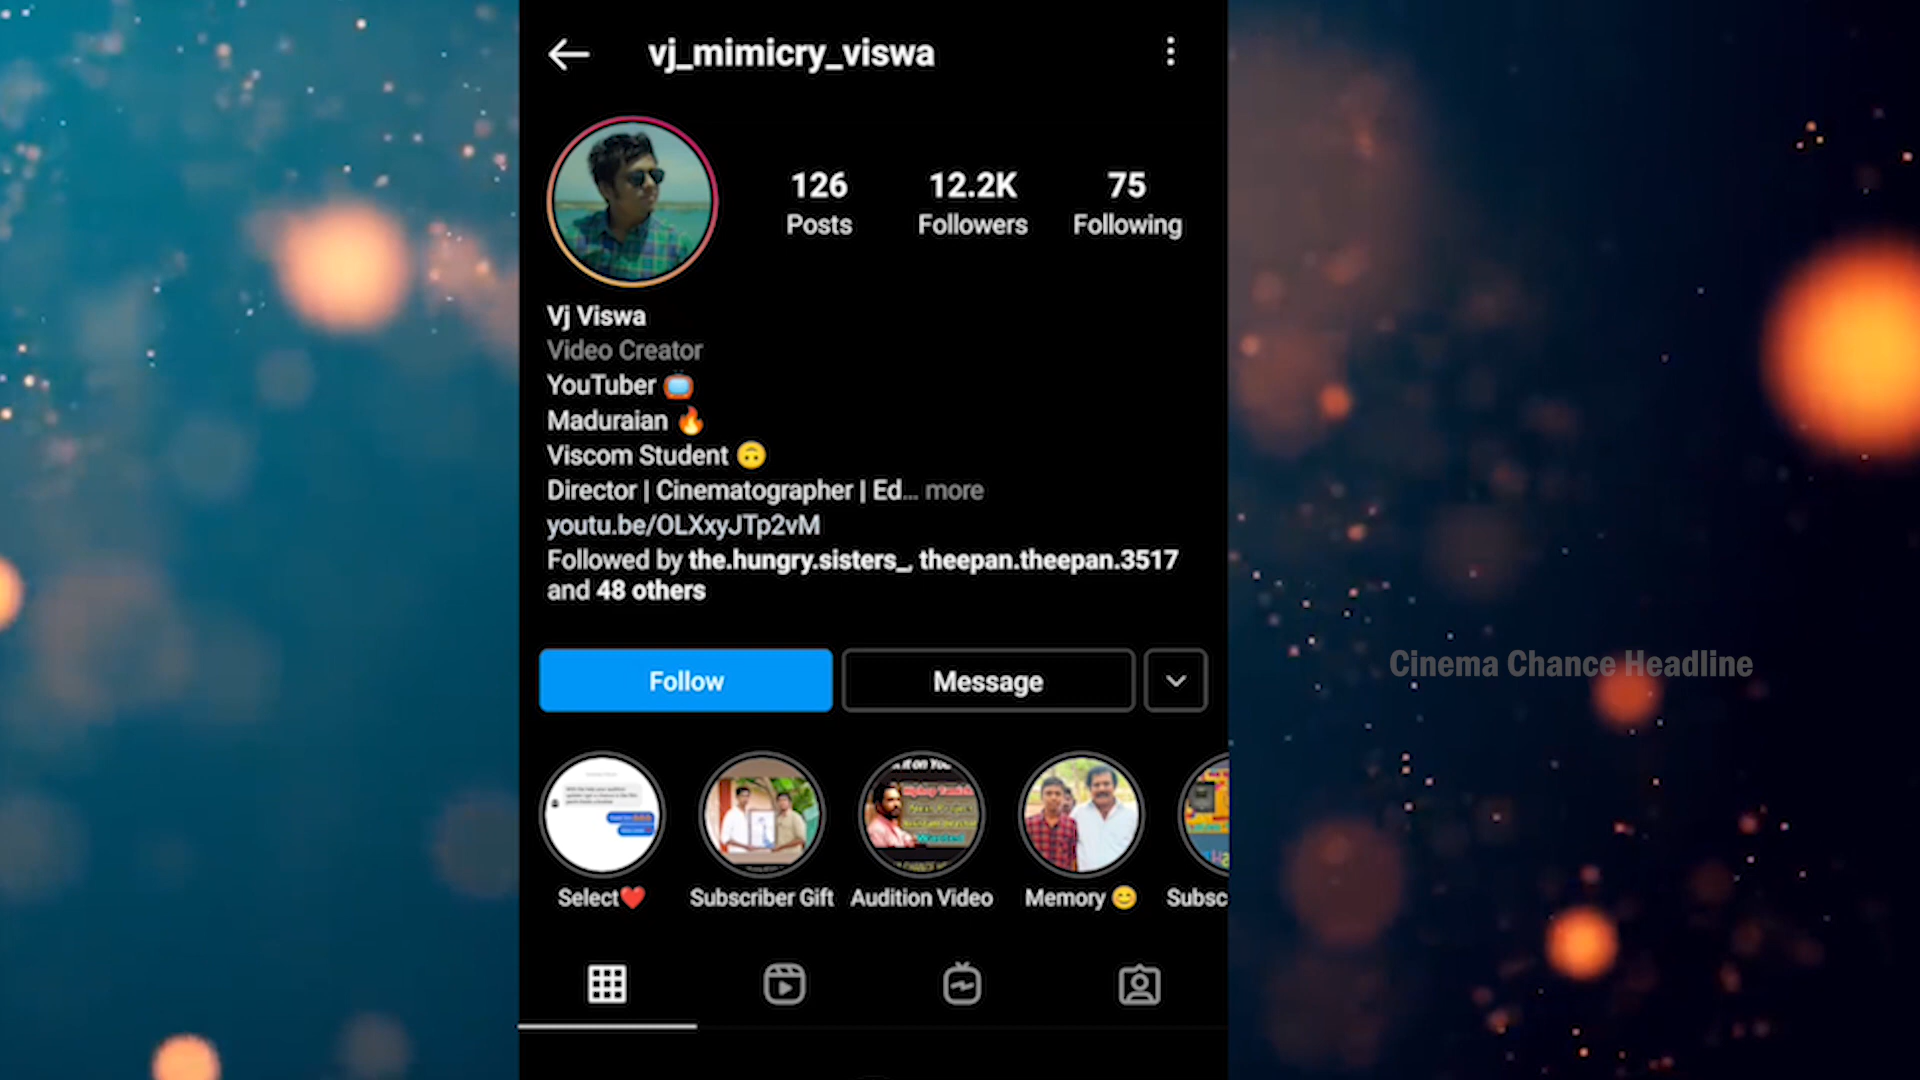 vj_mimicry_viswa
126
12.2K
75
Posts
Followers
Following
Vj Viswa
Video Creator
YouTuber 📺
Maduraian 🔥
Viscom Student 🙃
Director | Cinematographer | Ed... more
youtu.be/OLXxyJTp2vM
Followed by the.hungry.sisters_, theepan.theepan.3517
and 48 others
Follow
Message
Cinema Chance Headline
Select❤️
Subscriber Gift
Audition Video
Memory 😊
Subsc